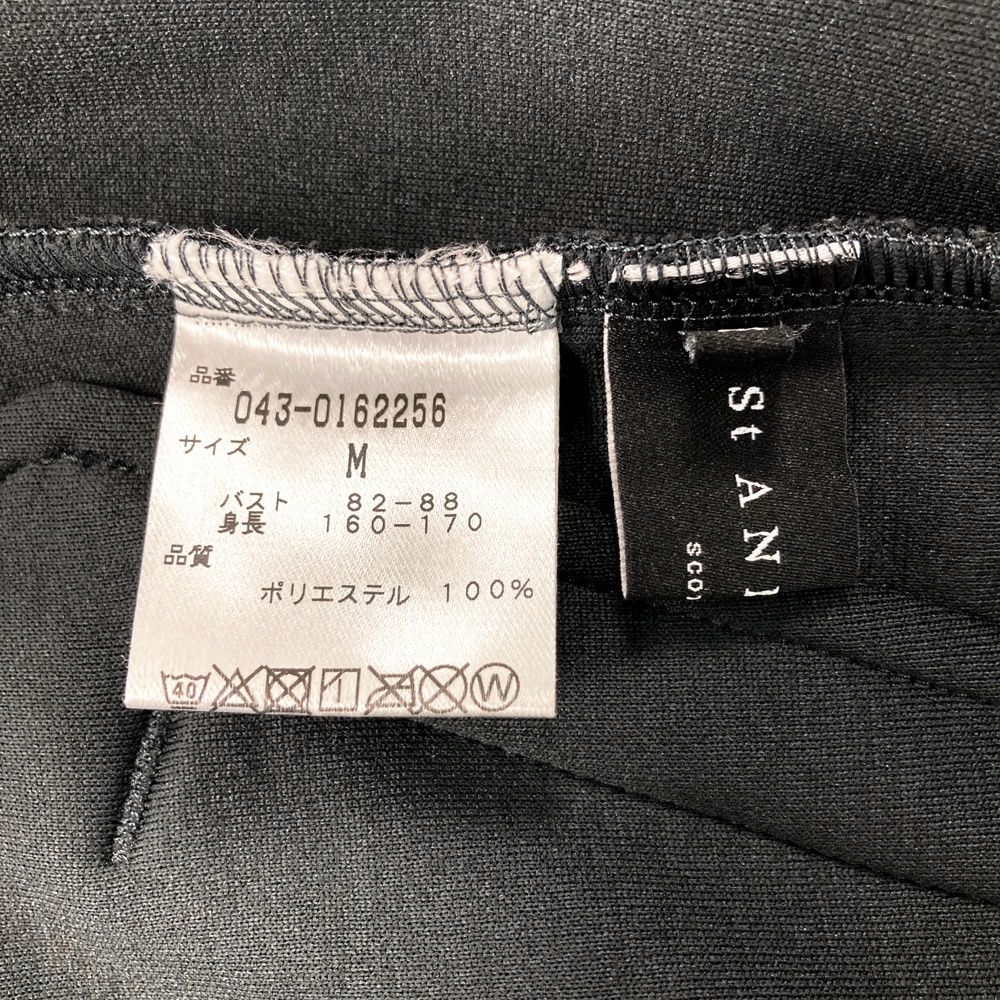 品番
043-0162256
サイズ
M
バスト 82-88
身長 160-170
品質
ポリエステル 100%
40
W
St AN
sco